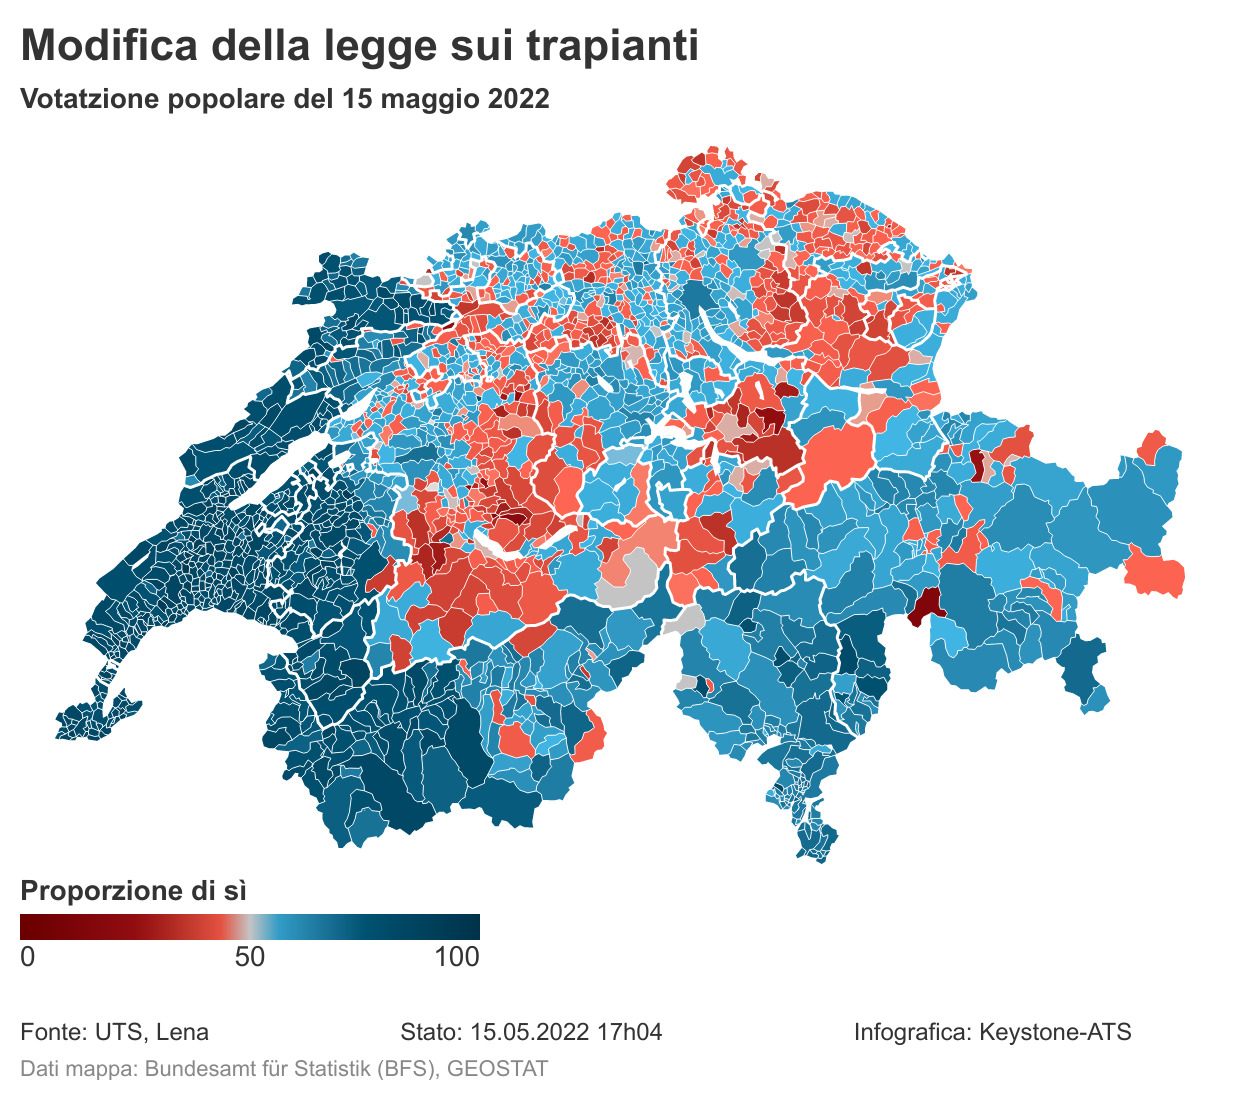 Modifica della legge sui trapianti
Votatzione popolare del 15 maggio 2022
Proporzione di sì
0 50 100
Fonte: UTS, Lena Stato: 15.05.2022 17h04 Infografica: Keystone-ATS
Dati mappa: Bundesamt für Statistik (BFS), GEOSTAT